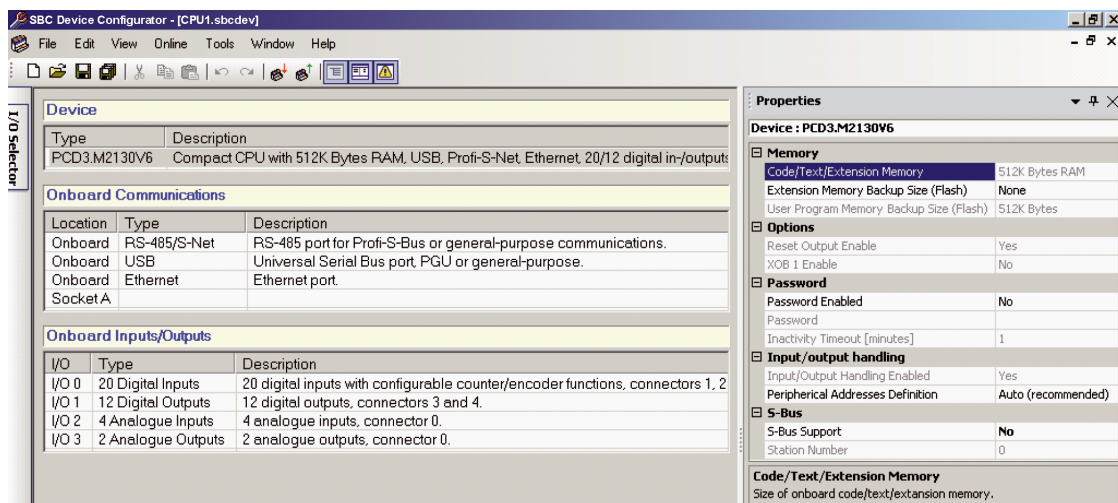 SBC Device Configurator - [CPU1.sbcdev]
File Edit View Online Tools Window Help
I/O Selector
Device
Type Description
PCD3.M2130V6 Compact CPU with 512K Bytes RAM, USB, Profi-S-Net, Ethernet, 20/12 digital in-/outputs
Onboard Communications
Location Type Description
Onboard RS-485/S-Net RS-485 port for Profi-S-Bus or general-purpose communications.
Onboard USB Universal Serial Bus port, PGU or general-purpose.
Onboard Ethernet Ethernet port.
Socket A
Onboard Inputs/Outputs
I/O Type Description
I/O 0 20 Digital Inputs 20 digital inputs with configurable counter/encoder functions, connectors 1, 2
I/O 1 12 Digital Outputs 12 digital outputs, connectors 3 and 4.
I/O 2 4 Analogue Inputs 4 analogue inputs, connector 0.
I/O 3 2 Analogue Outputs 2 analogue outputs, connector 0.
Properties
Device : PCD3.M2130V6
Memory
Code/Text/Extension Memory 512K Bytes RAM
Extension Memory Backup Size (Flash) None
User Program Memory Backup Size (Flash) 512K Bytes
Options
Reset Output Enable Yes
XOB 1 Enable No
Password
Password Enabled No
Password
Inactivity Timeout [minutes] 1
Input/output handling
Input/Output Handling Enabled Yes
Peripherical Addresses Definition Auto (recommended)
S-Bus
S-Bus Support No
Station Number 0
Code/Text/Extension Memory
Size of onboard code/text/extansion memory.